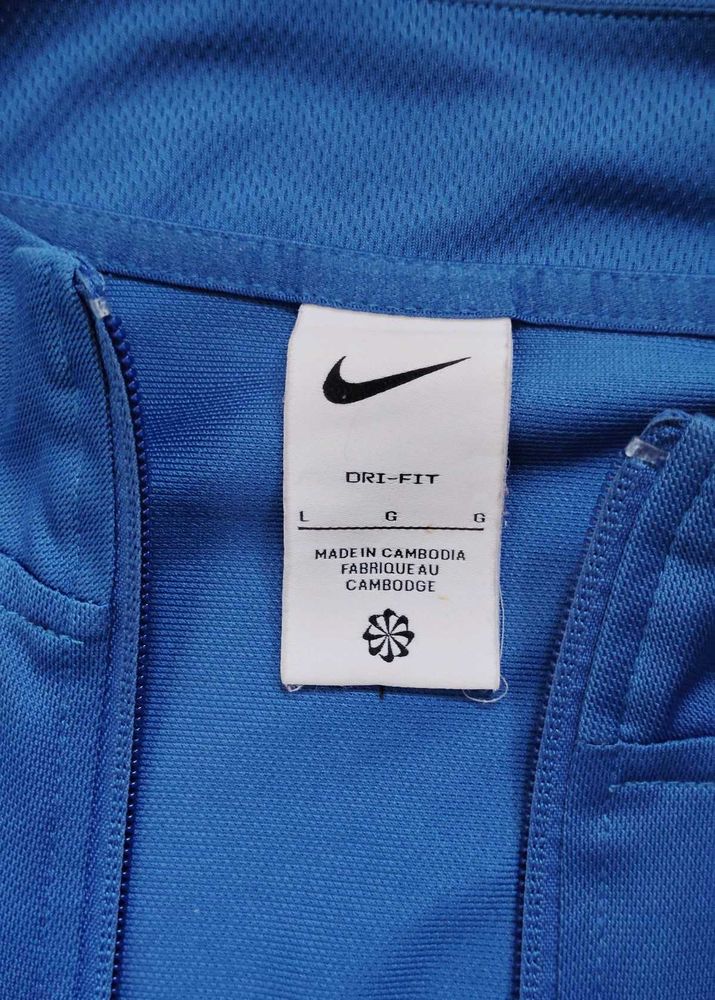 DRI-FIT
L G G
MADE IN CAMBODIA
FABRIQUE AU
CAMBODGE